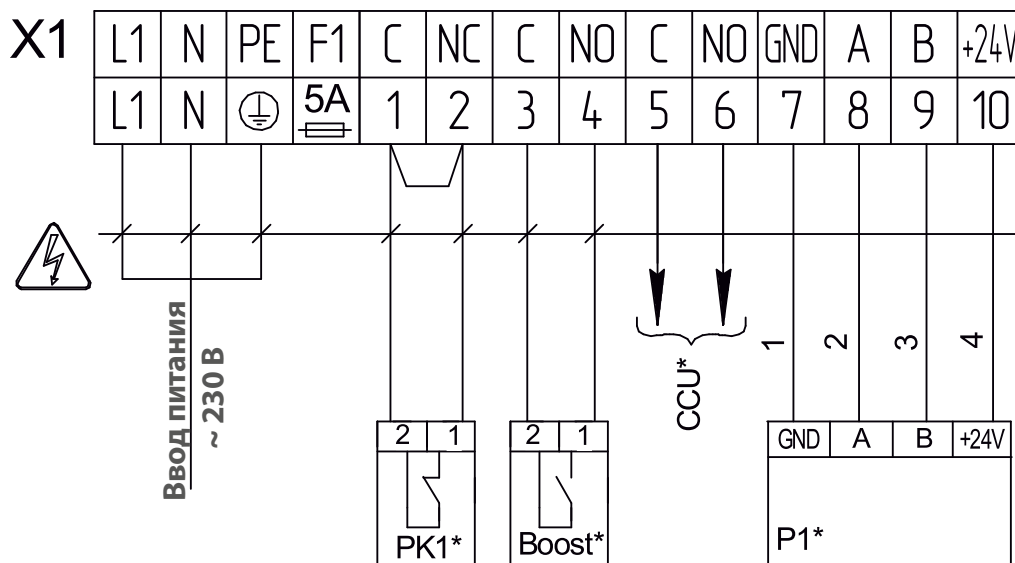 X1 L1 N PE F1 C NC C NO C NO GND A B +24V
L1 N 5A 1 2 3 4 5 6 7 8 9 10
Ввод питания
~ 230 В
CCU*
1 2 3 4
2 1 2 1 GND A B +24V
PK1* Boost* P1*